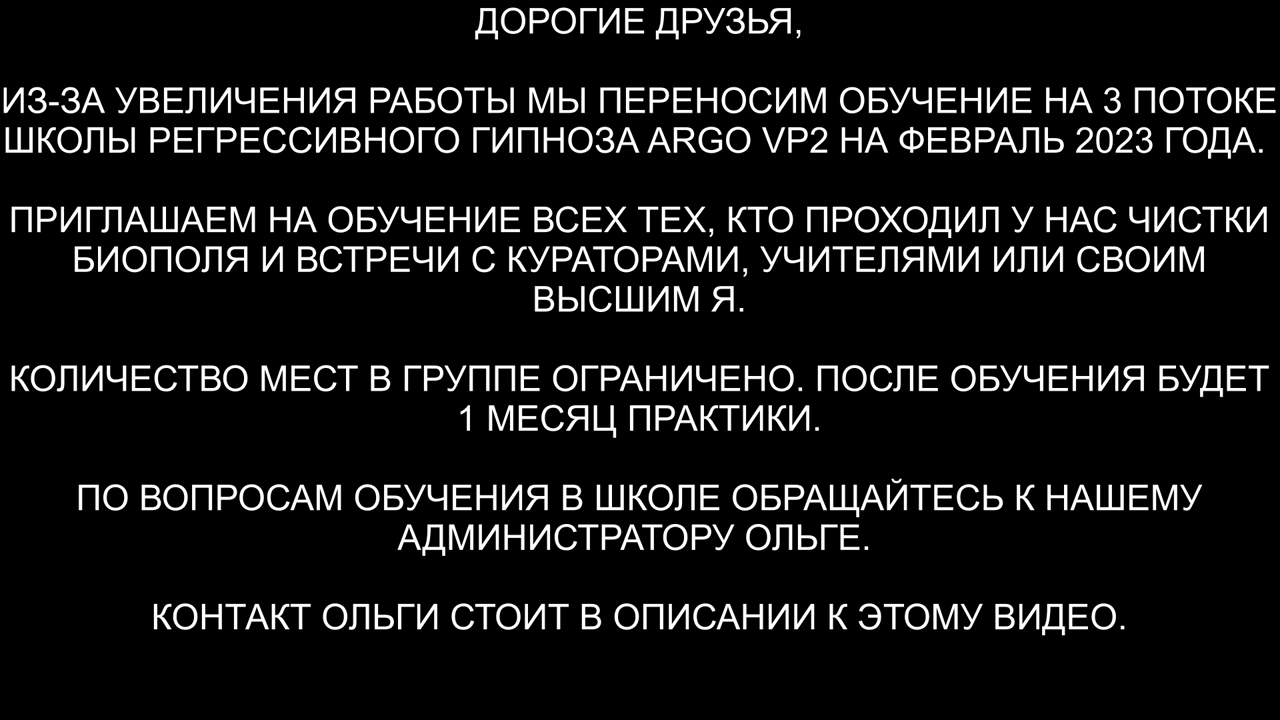 ДОРОГИЕ ДРУЗЬЯ,
ИЗ-ЗА УВЕЛИЧЕНИЯ РАБОТЫ МЫ ПЕРЕНОСИМ ОБУЧЕНИЕ НА 3 ПОТОКЕ
ШКОЛЫ РЕГРЕССИВНОГО ГИПНОЗА ARGO VP2 НА ФЕВРАЛЬ 2023 ГОДА.
ПРИГЛАШАЕМ НА ОБУЧЕНИЕ ВСЕХ ТЕХ, КТО ПРОХОДИЛ У НАС ЧИСТКИ
БИОПОЛЯ И ВСТРЕЧИ С КУРАТОРАМИ, УЧИТЕЛЯМИ ИЛИ СВОИМ
ВЫСШИМ Я.
КОЛИЧЕСТВО МЕСТ В ГРУППЕ ОГРАНИЧЕНО. ПОСЛЕ ОБУЧЕНИЯ БУДЕТ
1 МЕСЯЦ ПРАКТИКИ.
ПО ВОПРОСАМ ОБУЧЕНИЯ В ШКОЛЕ ОБРАЩАЙТЕСЬ К НАШЕМУ
АДМИНИСТРАТОРУ ОЛЬГЕ.
КОНТАКТ ОЛЬГИ СТОИТ В ОПИСАНИИ К ЭТОМУ ВИДЕО.